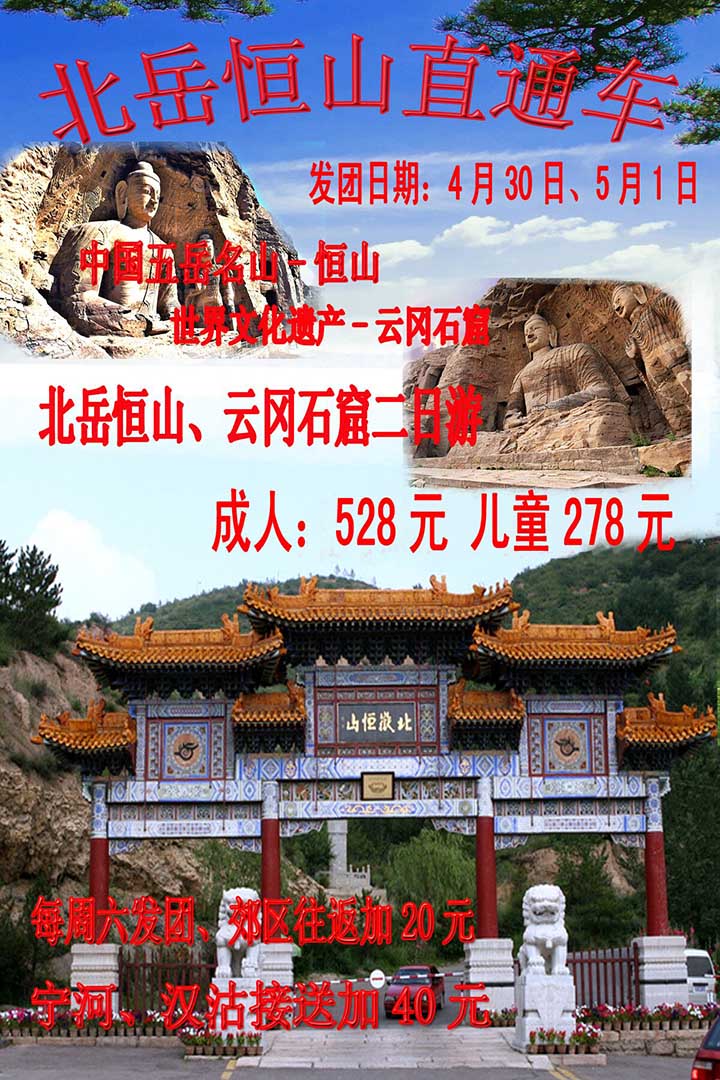 北岳恒山直通车
发团日期：4月30日、5月1日
中国五岳名山-恒山
世界文化遗产-云冈石窟
北岳恒山、云冈石窟二日游
成人：528元 儿童278元
山恒嶽北
每周六发团、郊区往返加20元
宁河、汉沽接送加40元